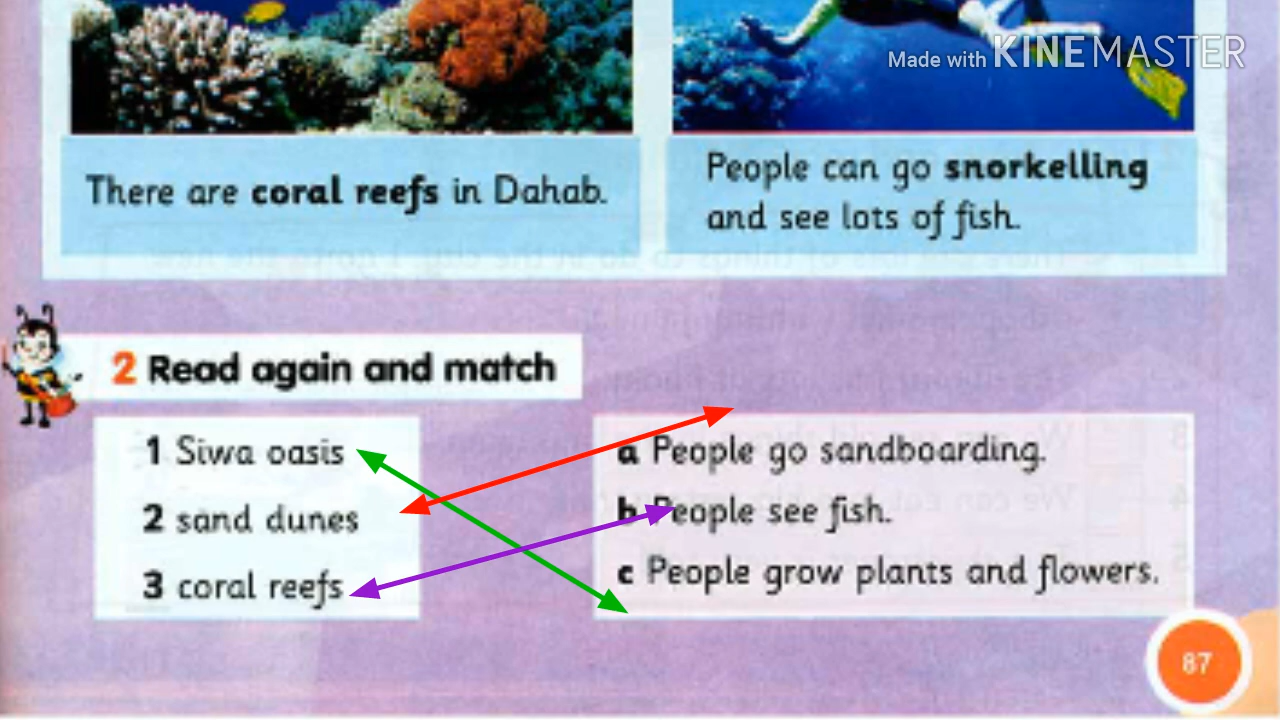 Made with KINEMASTER
There are coral reefs in Dahab.
People can go snorkelling
and see lots of fish.
2 Read again and match
1 Siwa oasis
2 sand dunes
3 coral reefs
a People go sandboarding.
b People see fish.
c People grow plants and flowers.
87